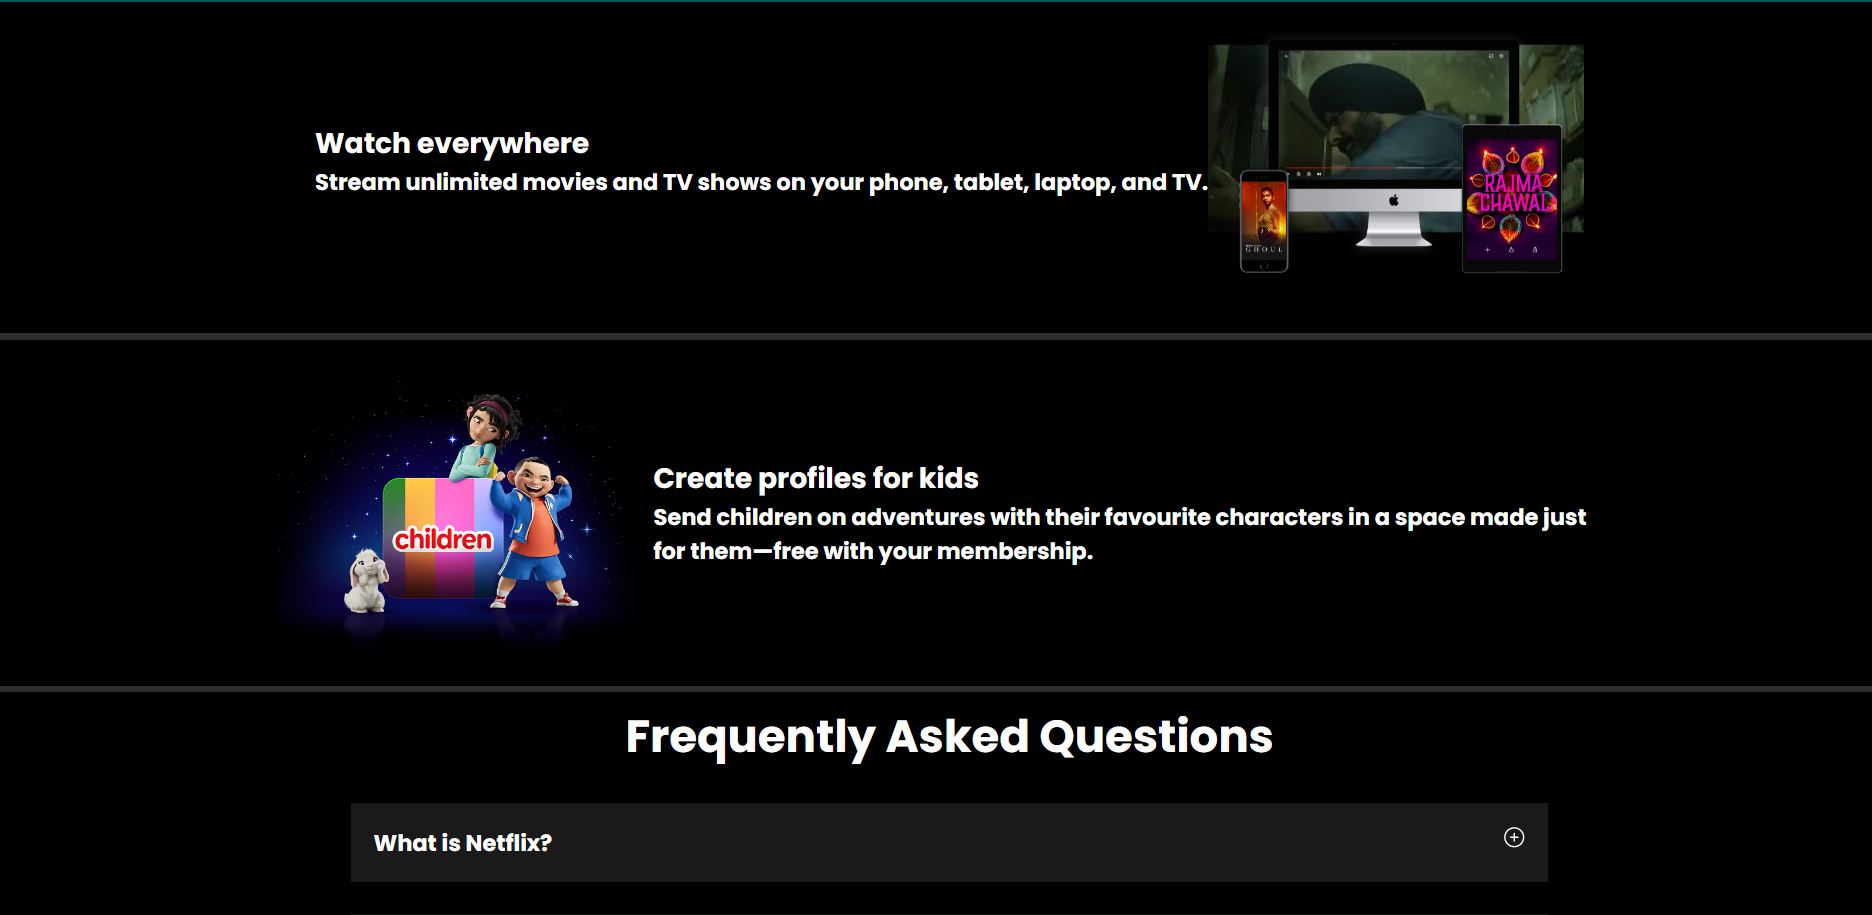 Watch everywhere
Stream unlimited movies and TV shows on your phone, tablet, laptop, and TV.
GHOUL
RAJMA
CHAWAL
children
Create profiles for kids
Send children on adventures with their favourite characters in a space made just
for them—free with your membership.
Frequently Asked Questions
What is Netflix?